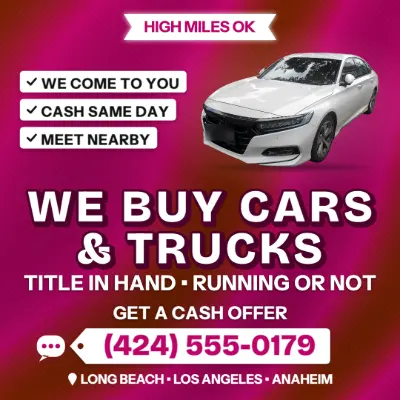 HIGH MILES OK
✓ WE COME TO YOU
✓ CASH SAME DAY
✓ MEET NEARBY
WE BUY CARS
& TRUCKS
TITLE IN HAND ▪ RUNNING OR NOT
GET A CASH OFFER
(424) 555-0179
LONG BEACH ▪ LOS ANGELES ▪ ANAHEIM